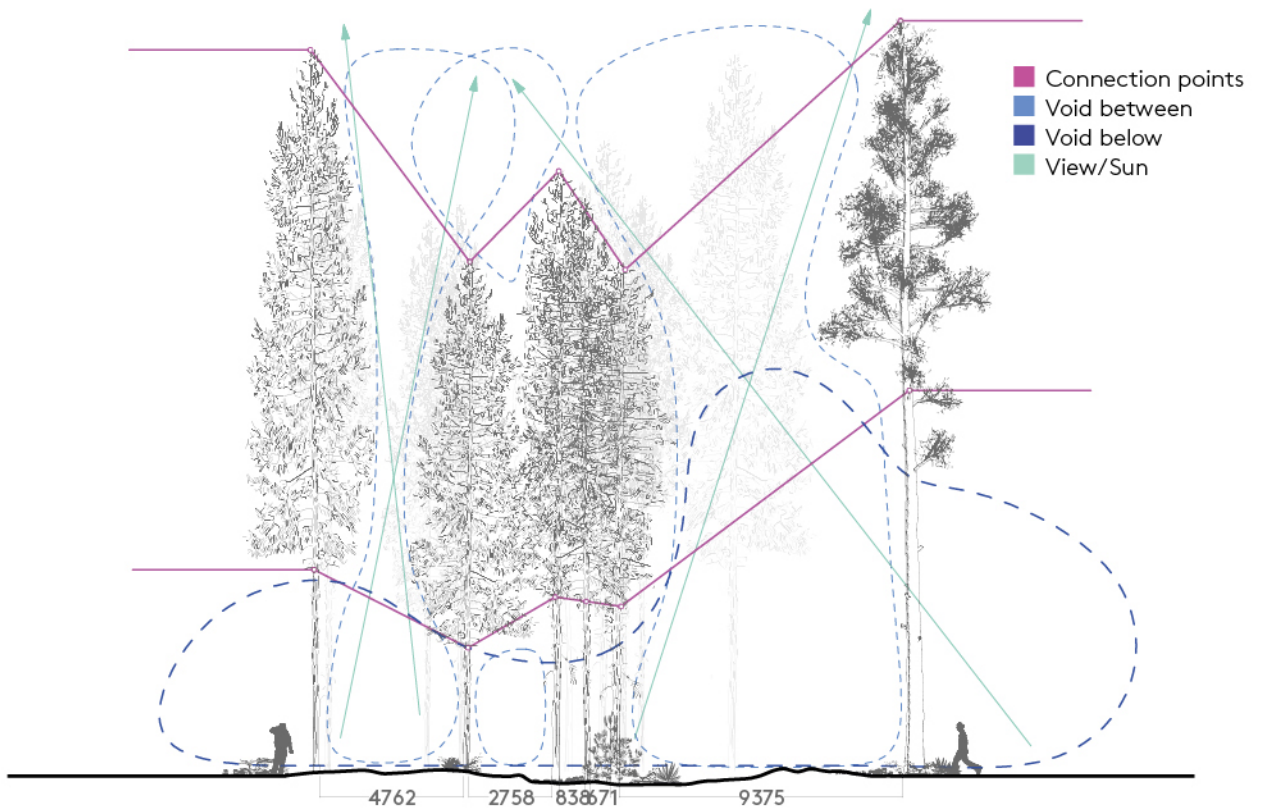 Connection points
Void between
Void below
View/Sun
4762 2758 838 671 9375